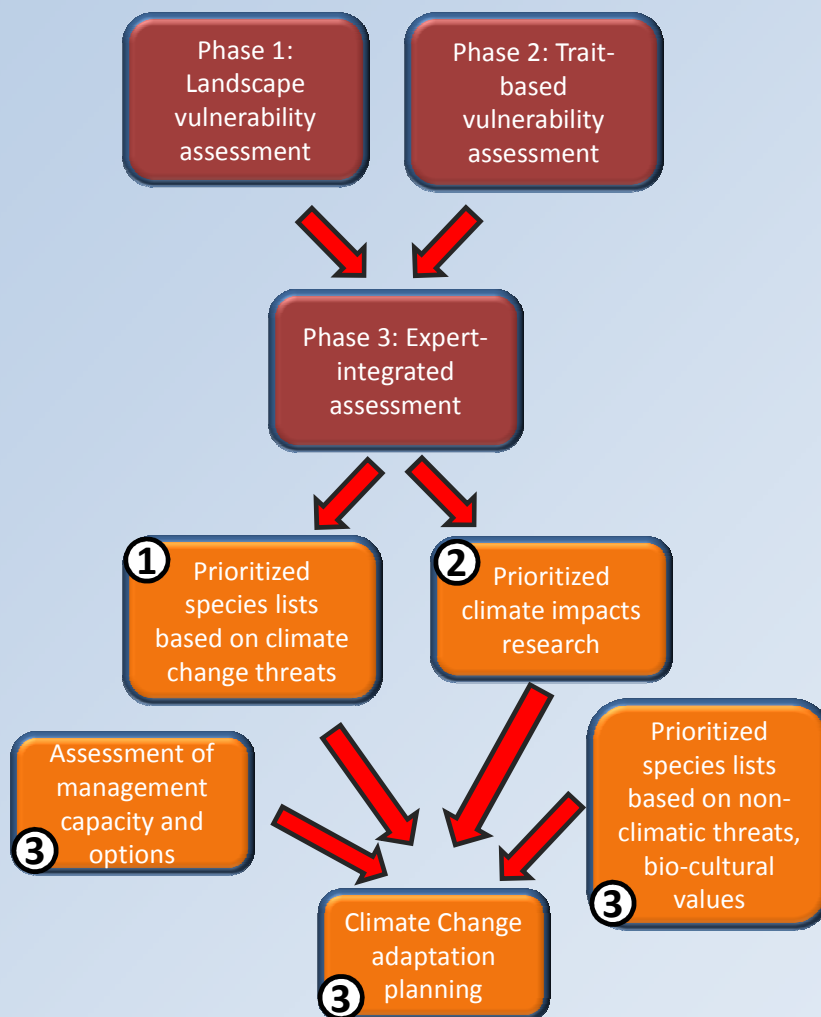 Phase 1:
Landscape
vulnerability
assessment
Phase 2: Trait-
based
vulnerability
assessment
Phase 3: Expert-
integrated
assessment
1
Prioritized
species lists
based on climate
change threats
2
Prioritized
climate impacts
research
Assessment of
management
capacity and
options
3
Prioritized
species lists
based on non-
climatic threats,
bio-cultural
values
3
Climate Change
adaptation
planning
3